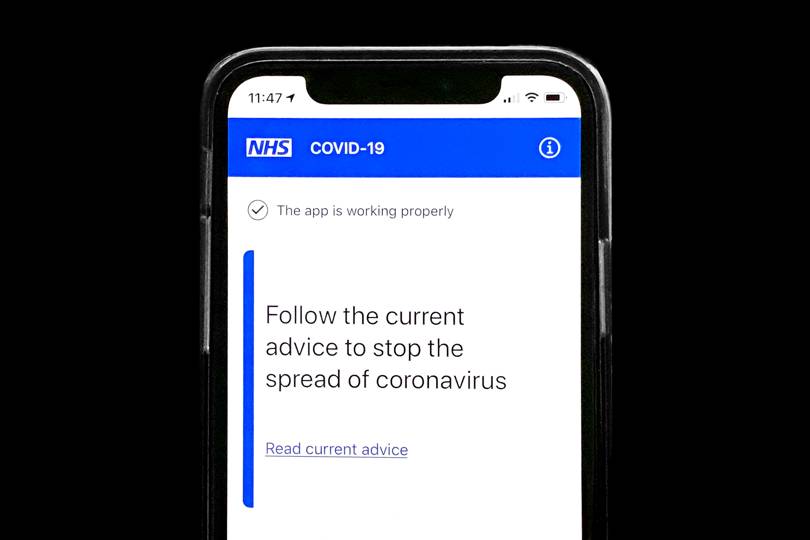 11:47
NHS COVID-19
The app is working properly
Follow the current
advice to stop the
spread of coronavirus
Read current advice